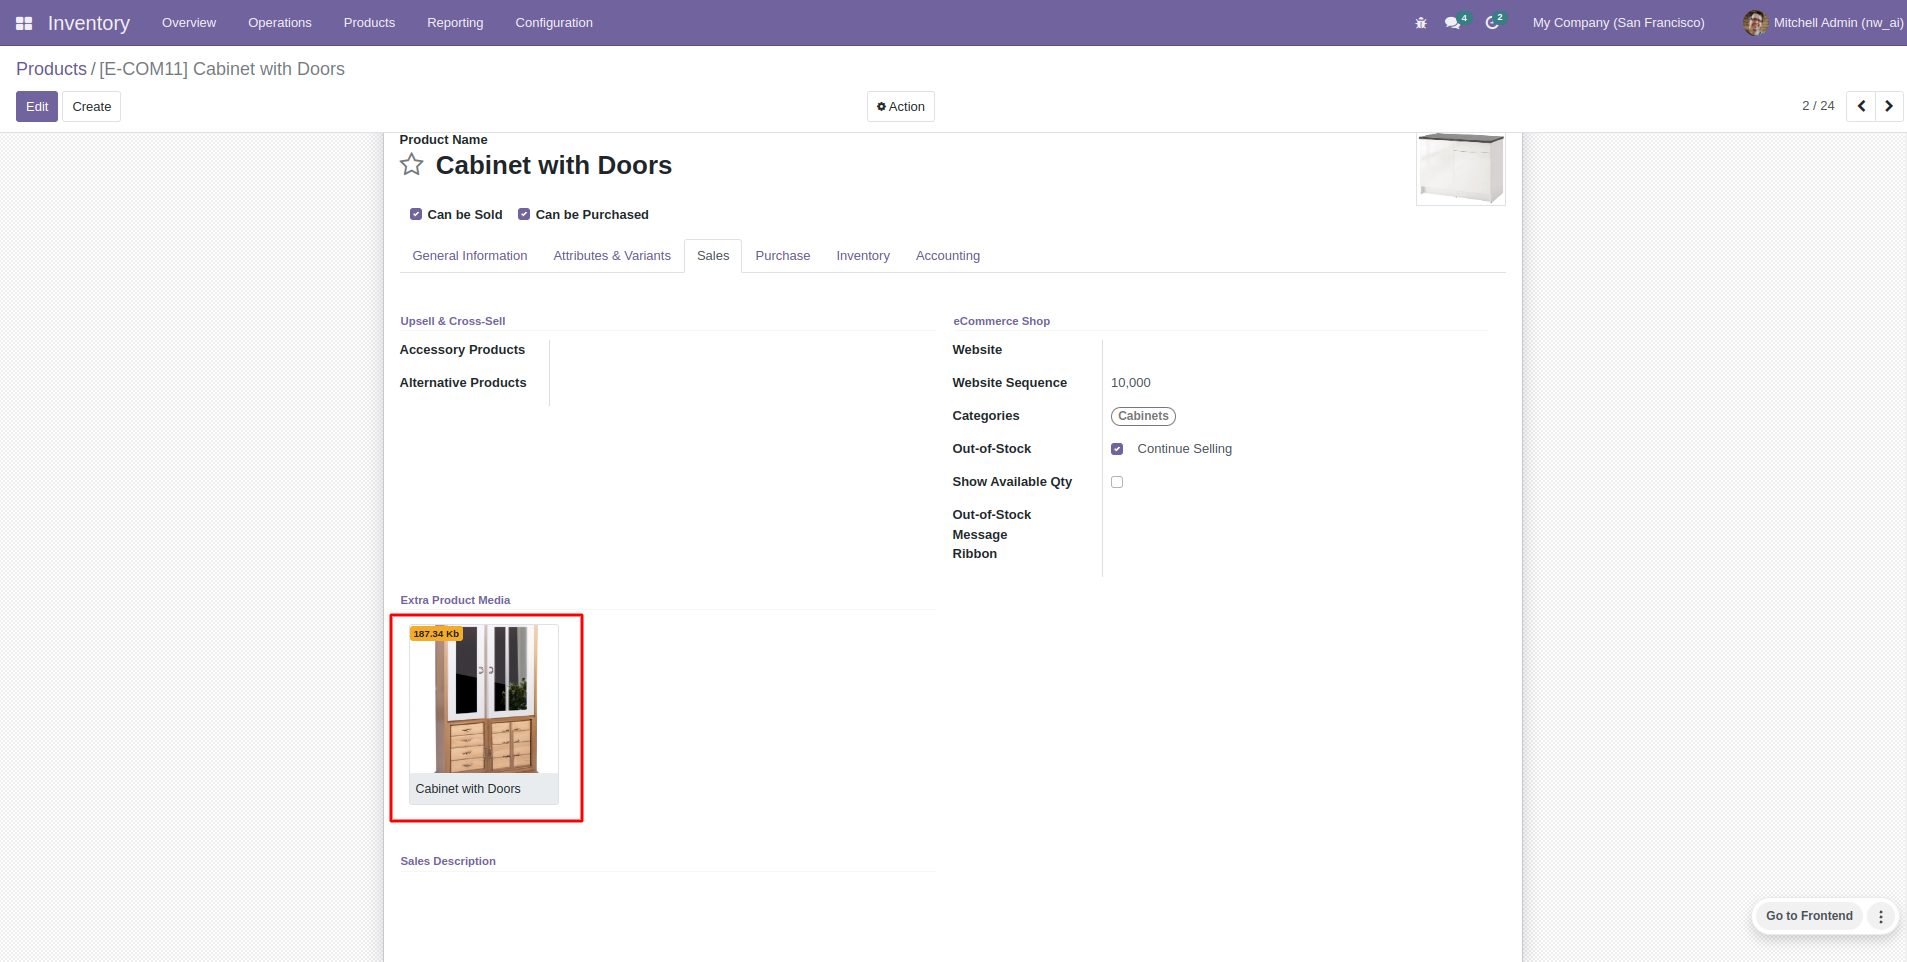 Inventory Overview Operations Products Reporting Configuration 4 2 My Company (San Francisco) Mitchell Admin (nw_ai)
Products / [E-COM11] Cabinet with Doors
Edit Create Action 2 / 24
Product Name
Cabinet with Doors
Can be Sold Can be Purchased
General Information Attributes & Variants Sales Purchase Inventory Accounting
Upsell & Cross-Sell
Accessory Products
Alternative Products
eCommerce Shop
Website
Website Sequence 10,000
Categories Cabinets
Out-of-Stock Continue Selling
Show Available Qty
Out-of-Stock
Message
Ribbon
Extra Product Media
187.34 Kb
Cabinet with Doors
Sales Description
Go to Frontend